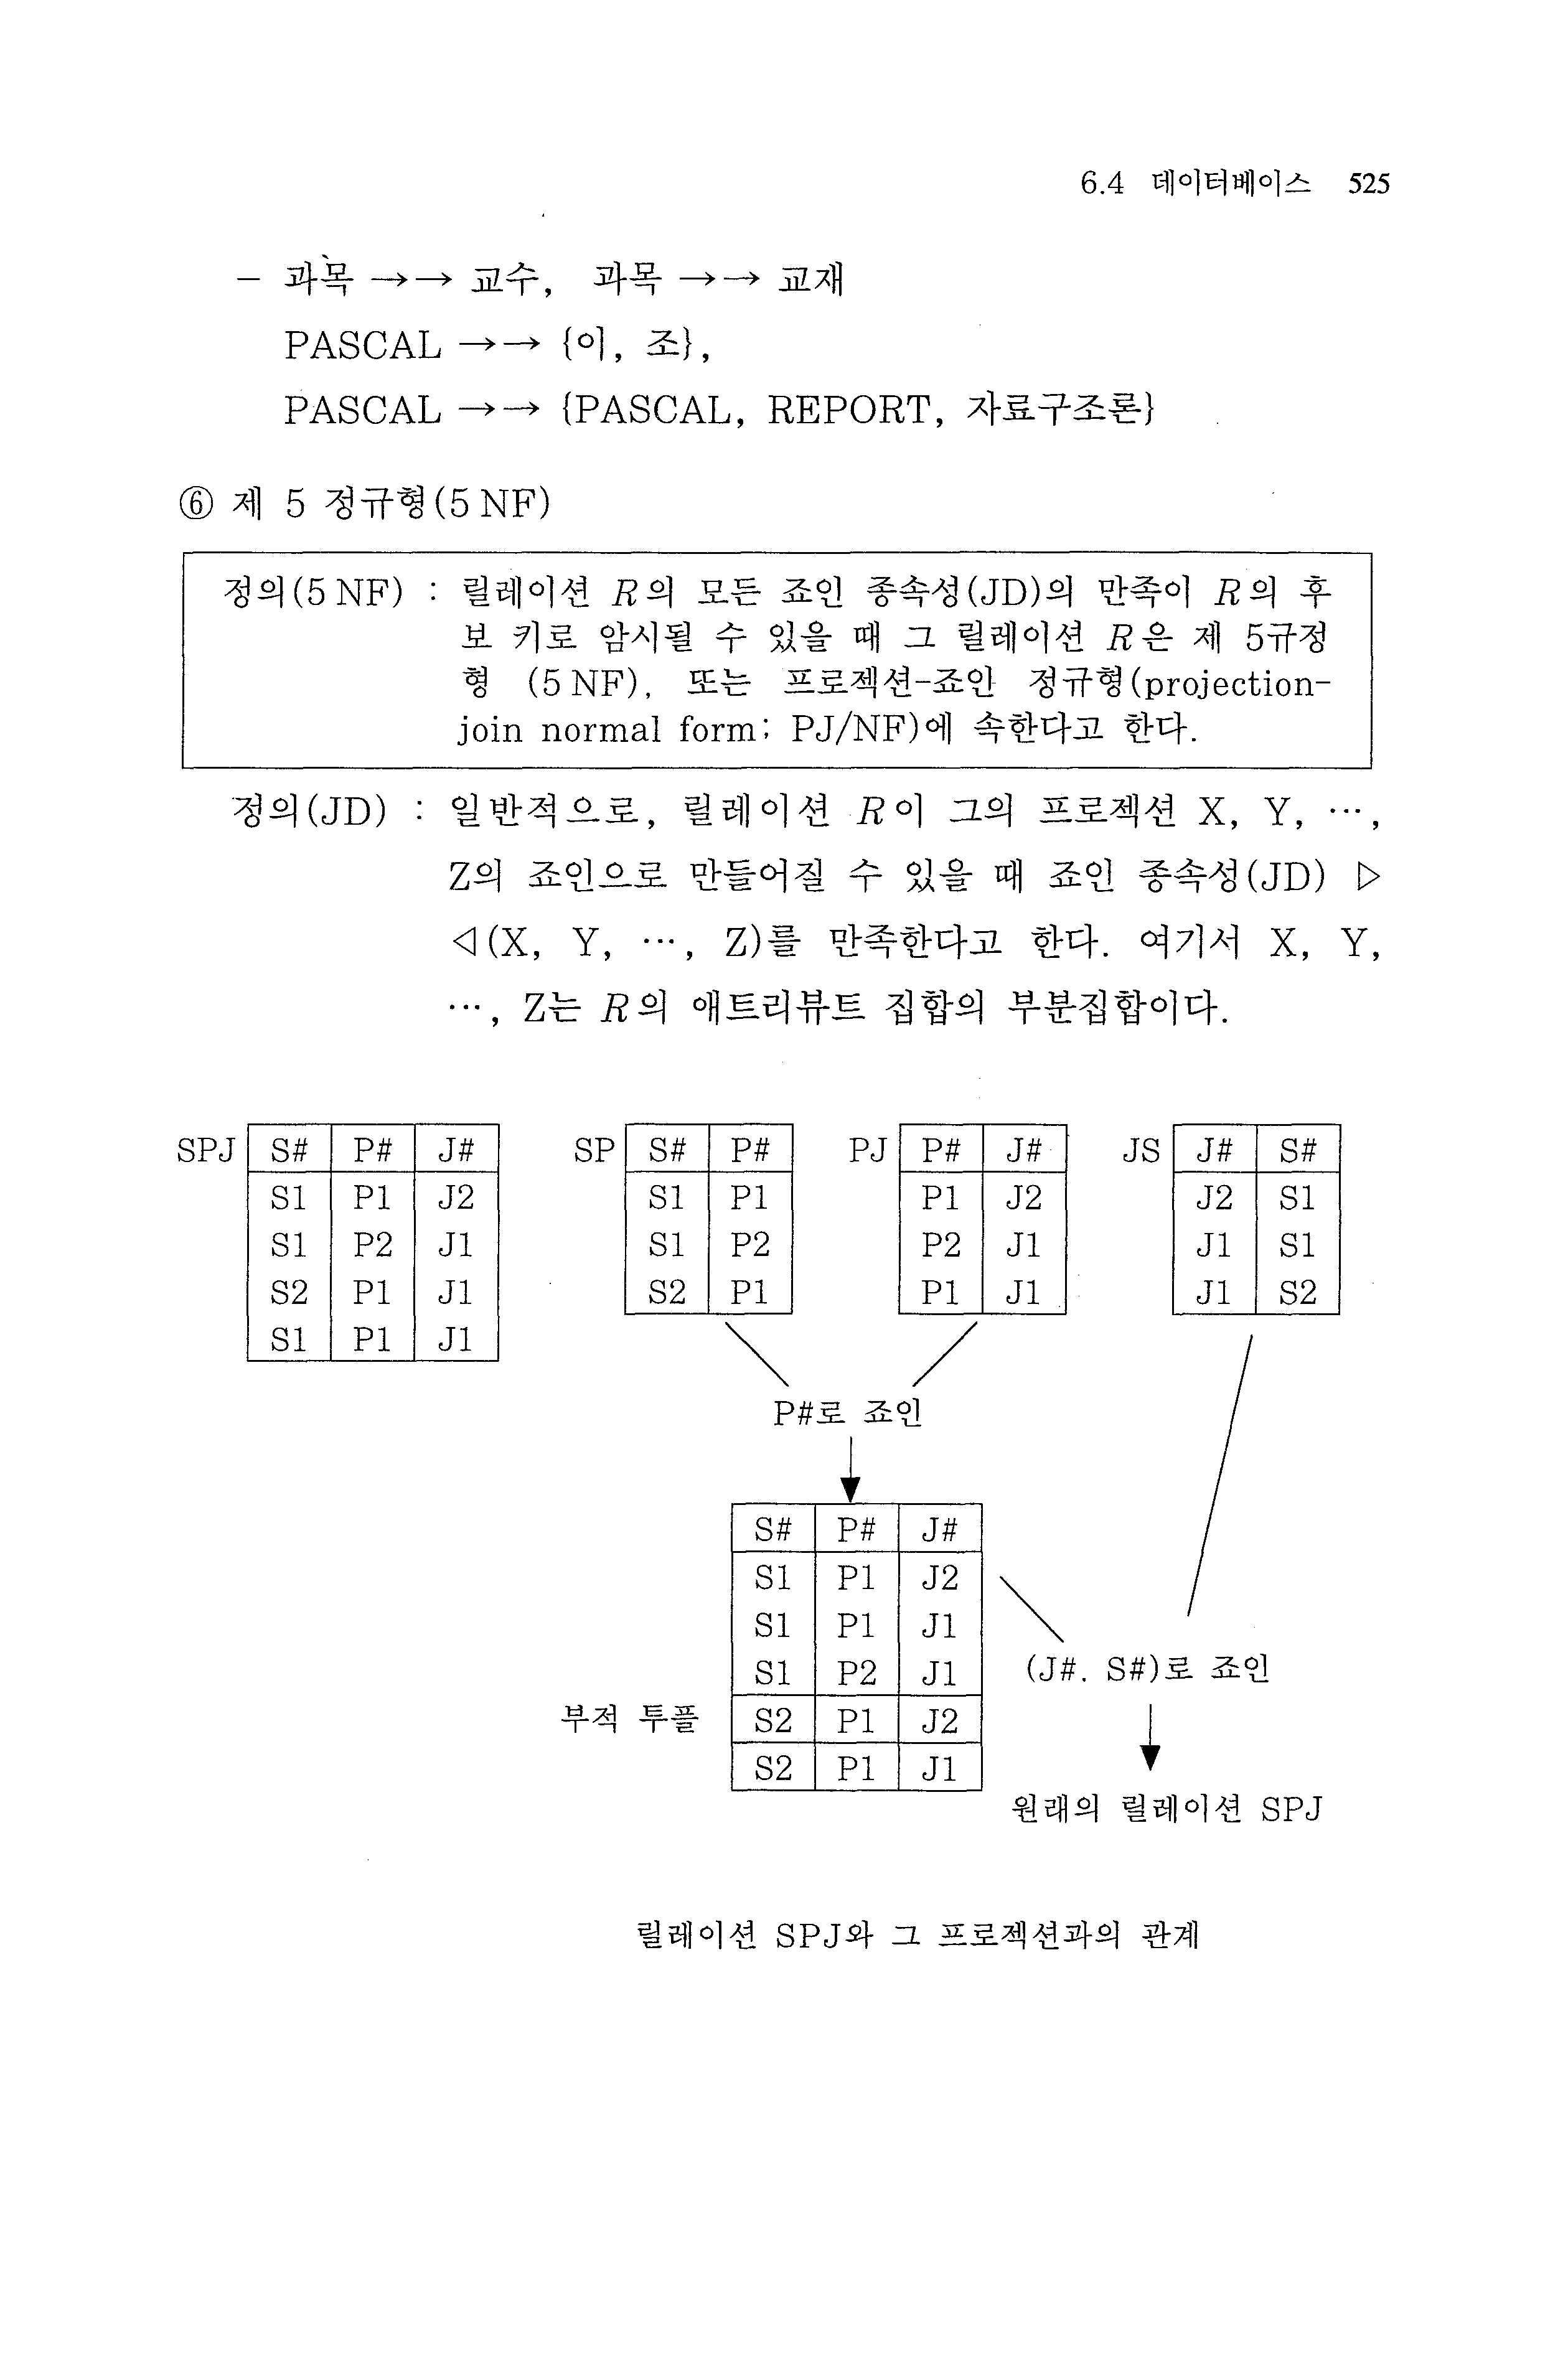 6.4 데이터베이스 525
- 과목 →→ 교수, 과목 →→ 교재
PASCAL →→ {이, 조},
PASCAL →→ {PASCAL, REPORT, 자료구조론}
⑥ 제 5 정규형(5 NF)
정의(5 NF) : 릴레이션 R의 모든 죠인 종속성(JD)의 만족이 R의 후
보 키로 암시될 수 있을 때 그 릴레이션 R은 제 5규정
형 (5 NF), 또는 프로젝션-죠안 정규형(projection-
join normal form; PJ/NF)에 속한다고 한다.
정의(JD) : 일반적으로, 릴레이션 R이 그의 프로젝션 X, Y, …,
Z의 죠인으로 만들어질 수 있을 때 죠인 종속성(JD) ▷
◁(X, Y, …, Z)를 만족한다고 한다. 여기서 X, Y,
…, Z는 R의 애트리뷰트 집합의 부분집합이다.
SPJ S# P# J# SP S# P# PJ P# J# JS J# S#
S1 P1 J2 S1 P1 P1 J2 J2 S1
S1 P2 J1 S1 P2 P2 J1 J1 S1
S2 P1 J1 S2 P1 P1 J1 J1 S2
S1 P1 J1
P#로 죠인
S# P# J#
S1 P1 J2
S1 P1 J1
S1 P2 J1 (J#. S#)로 죠인
부적 투플 S2 P1 J2
S2 P1 J1
원래의 릴레이션 SPJ
릴레이션 SPJ와 그 프로젝션과의 관계